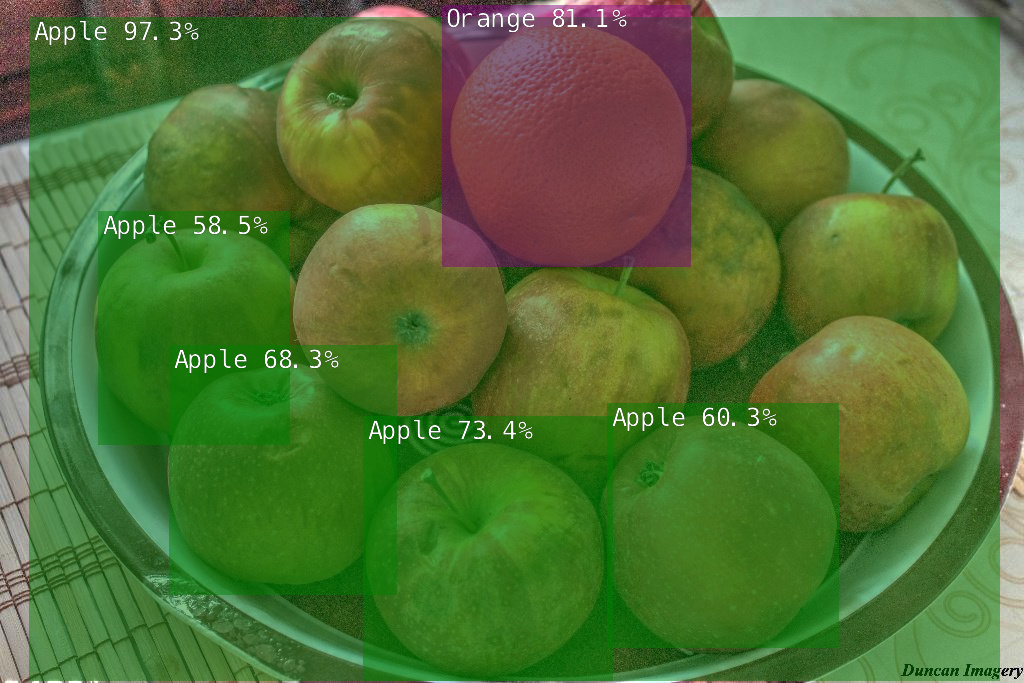 Apple 97.3%
Orange 81.1%
Apple 58.5%
Apple 68.3%
Apple 73.4%
Apple 60.3%
Duncan Imagery